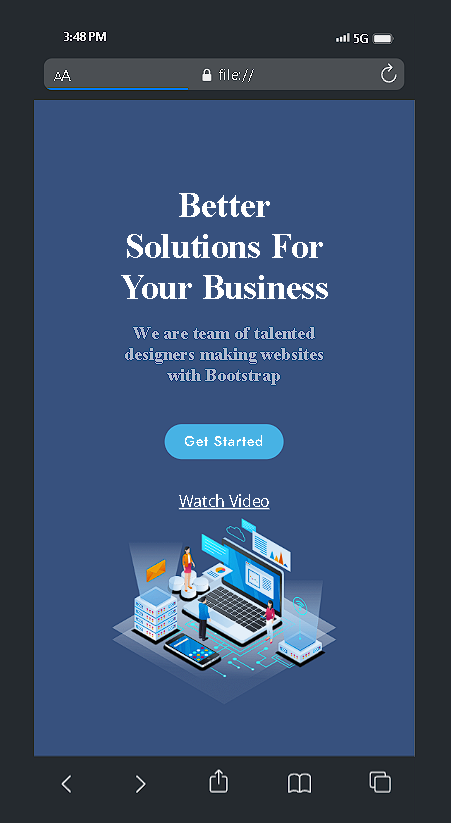 3:48 PM
5G
AA
file://
Better
Solutions For
Your Business
We are team of talented
designers making websites
with Bootstrap
Get Started
Watch Video